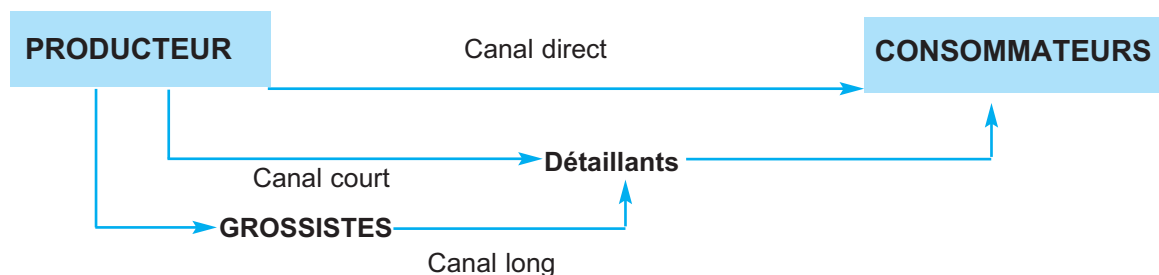 PRODUCTEUR
Canal direct
CONSOMMATEURS
Détaillants
Canal court
GROSSISTES
Canal long